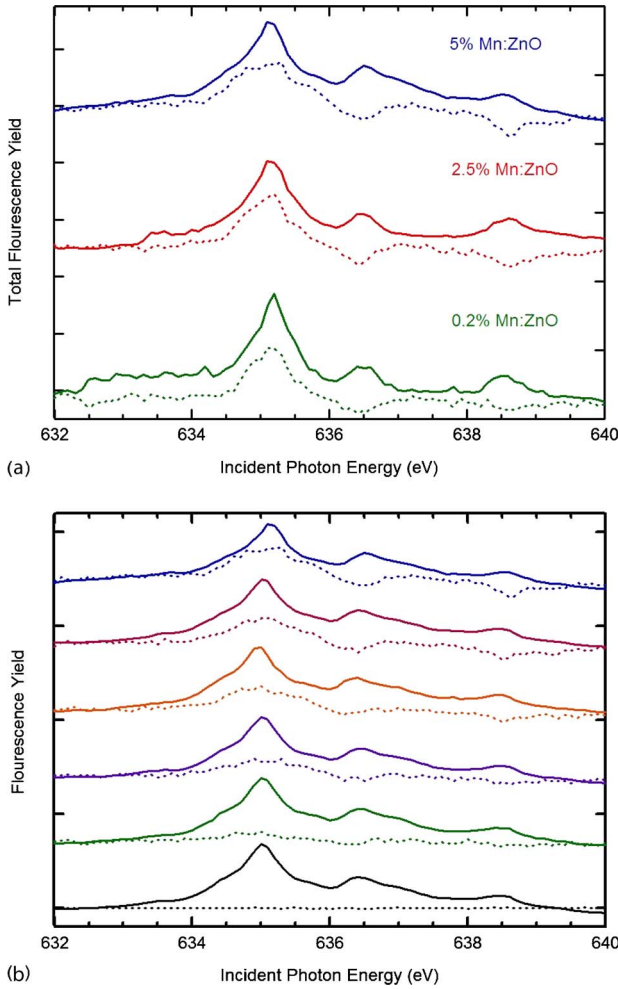 5% Mn:ZnO
2.5% Mn:ZnO
0.2% Mn:ZnO
Total Flourescence Yield
632 634 636 638 640
(a) Incident Photon Energy (eV)
Flourescence Yield
632 634 636 638 640
(b) Incident Photon Energy (eV)